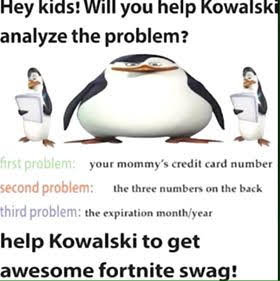 Hey kids! Will you help Kowalski
analyze the problem?
first problem: your mommy's credit card number
second problem: the three numbers on the back
third problem: the expiration month/year
help Kowalski to get
awesome fortnite swag!